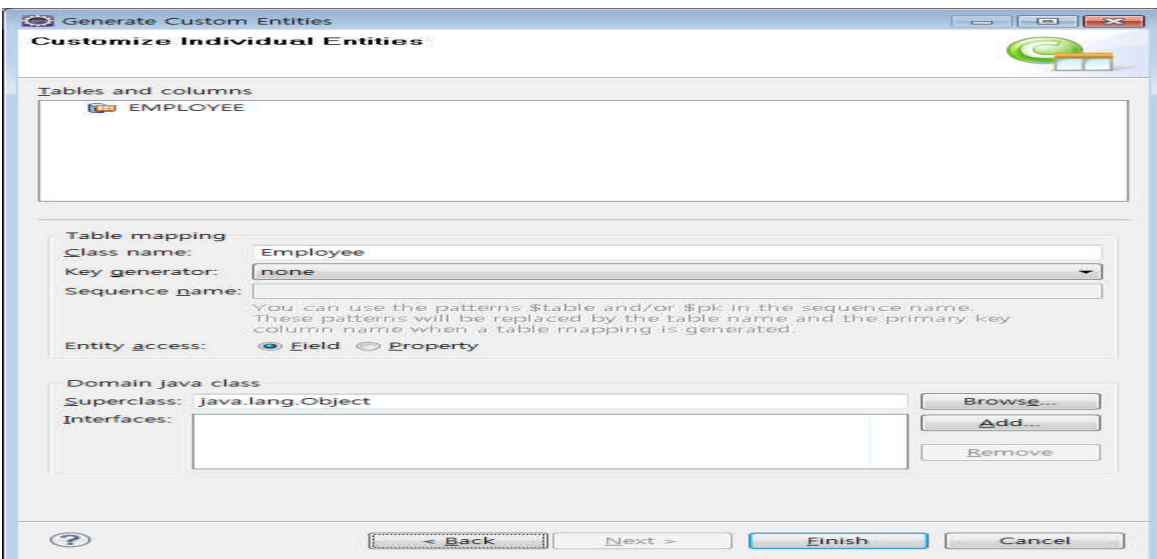 Generate Custom Entities
Customize Individual Entities
Tables and columns
EMPLOYEE
Table mapping
Class name: Employee
Key generator: none
Sequence name:
You can use the patterns $table and/or $pk in the sequence name.
These patterns will be replaced by the table name and the primary key
column name when a table mapping is generated.
Entity access: Field Property
Domain java class
Superclass: java.lang.Object Browse...
Interfaces: Add...
Remove
? < Back Next > Finish Cancel